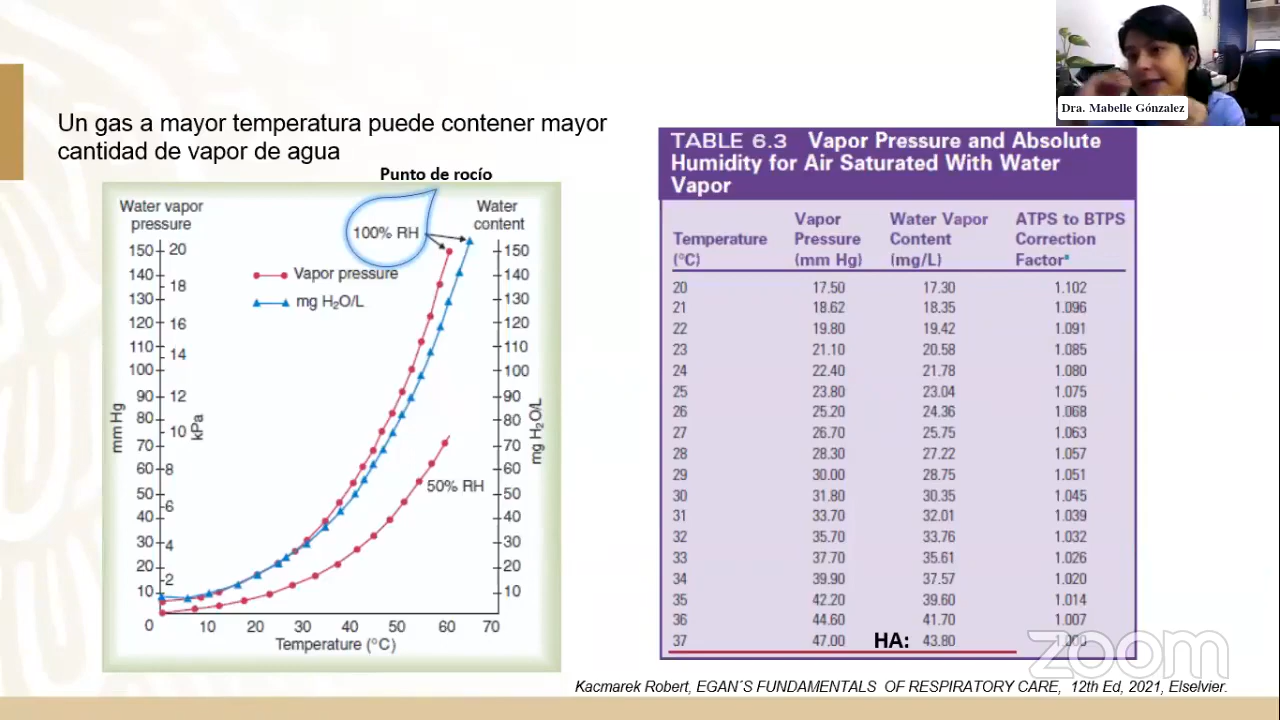 Dra. Mabelle Gónzalez
Un gas a mayor temperatura puede contener mayor
cantidad de vapor de agua
Punto de rocío
Water vapor
pressure
Water
content
100% RH
Vapor pressure
mg H₂O/L
50% RH
150 20 150
140 18 140
130 130
120 16 120
110 14 110
100 100
90 12 90
80 10 80
70 70
60 8 60
50 6 50
40 40
30 4 30
20 20
10 2 10
mm Hg
kPa
mg H₂O/L
0 10 20 30 40 50 60 70
Temperature (°C)
TABLE 6.3 Vapor Pressure and Absolute
Humidity for Air Saturated With Water
Vapor
Vapor Water Vapor ATPS to BTPS
Temperature Pressure Content Correction
(°C) (mm Hg) (mg/L) Factorª
20 17.50 17.30 1.102
21 18.62 18.35 1.096
22 19.80 19.42 1.091
23 21.10 20.58 1.085
24 22.40 21.78 1.080
25 23.80 23.04 1.075
26 25.20 24.36 1.068
27 26.70 25.75 1.063
28 28.30 27.22 1.057
29 30.00 28.75 1.051
30 31.80 30.35 1.045
31 33.70 32.01 1.039
32 35.70 33.76 1.032
33 37.70 35.61 1.026
34 39.90 37.57 1.020
35 42.20 39.60 1.014
36 44.60 41.70 1.007
37 47.00 HA: 43.80 1.000
zoom
Kacmarek Robert, EGAN´S FUNDAMENTALS OF RESPIRATORY CARE, 12th Ed, 2021, Elselvier.